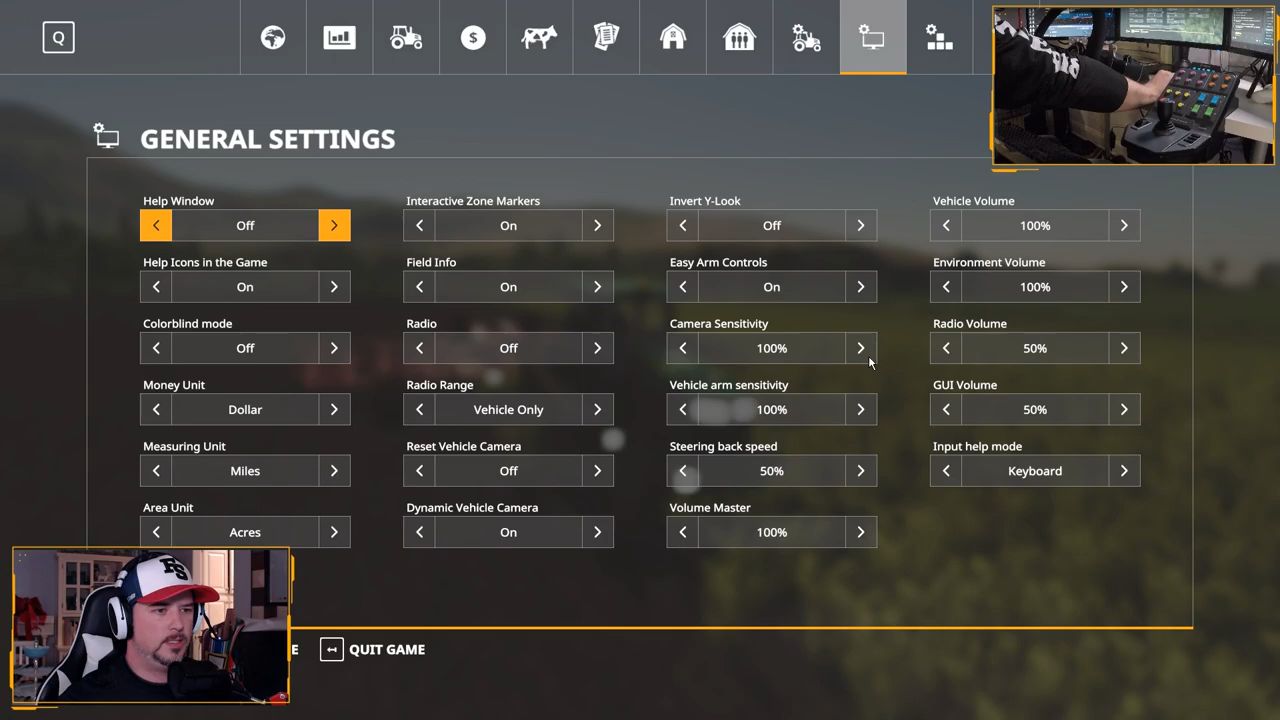 Q
$
GENERAL SETTINGS
Help Window
Off
Help Icons in the Game
On
Colorblind mode
Off
Money Unit
Dollar
Measuring Unit
Miles
Area Unit
Acres
Interactive Zone Markers
On
Field Info
On
Radio
Off
Radio Range
Vehicle Only
Reset Vehicle Camera
Off
Dynamic Vehicle Camera
On
Invert Y-Look
Off
Easy Arm Controls
On
Camera Sensitivity
100%
Vehicle arm sensitivity
100%
Steering back speed
50%
Volume Master
100%
Vehicle Volume
100%
Environment Volume
100%
Radio Volume
50%
GUI Volume
50%
Input help mode
Keyboard
E
QUIT GAME